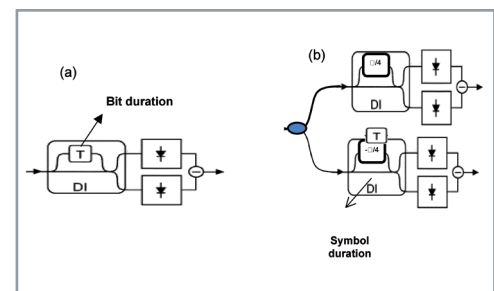 (a)
Bit duration
T
DI
(b)
□/4
DI
T
-□/4
DI
Symbol
duration